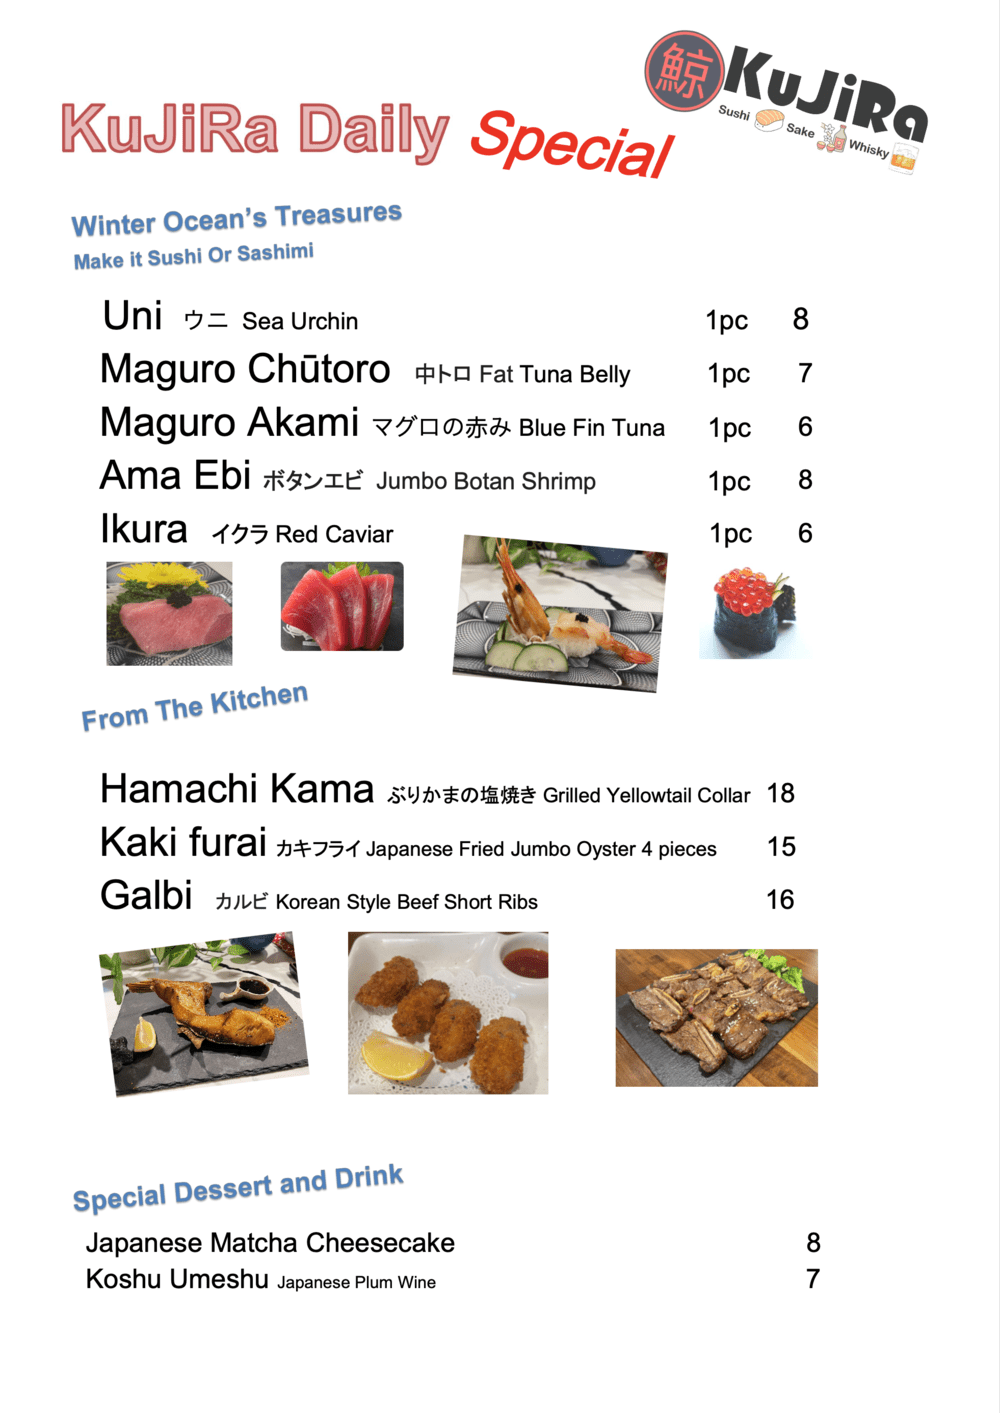 鯨 KuJiRa
Sushi Sake Whisky
KuJiRa Daily Special
Winter Ocean's Treasures
Make it Sushi Or Sashimi
Uni ウニ Sea Urchin 1pc 8
Maguro Chūtoro 中トロ Fat Tuna Belly 1pc 7
Maguro Akami マグロの赤み Blue Fin Tuna 1pc 6
Ama Ebi ボタンエビ Jumbo Botan Shrimp 1pc 8
Ikura イクラ Red Caviar 1pc 6
From The Kitchen
Hamachi Kama ぶりかまの塩焼き Grilled Yellowtail Collar 18
Kaki furai カキフライ Japanese Fried Jumbo Oyster 4 pieces 15
Galbi カルビ Korean Style Beef Short Ribs 16
Special Dessert and Drink
Japanese Matcha Cheesecake 8
Koshu Umeshu Japanese Plum Wine 7